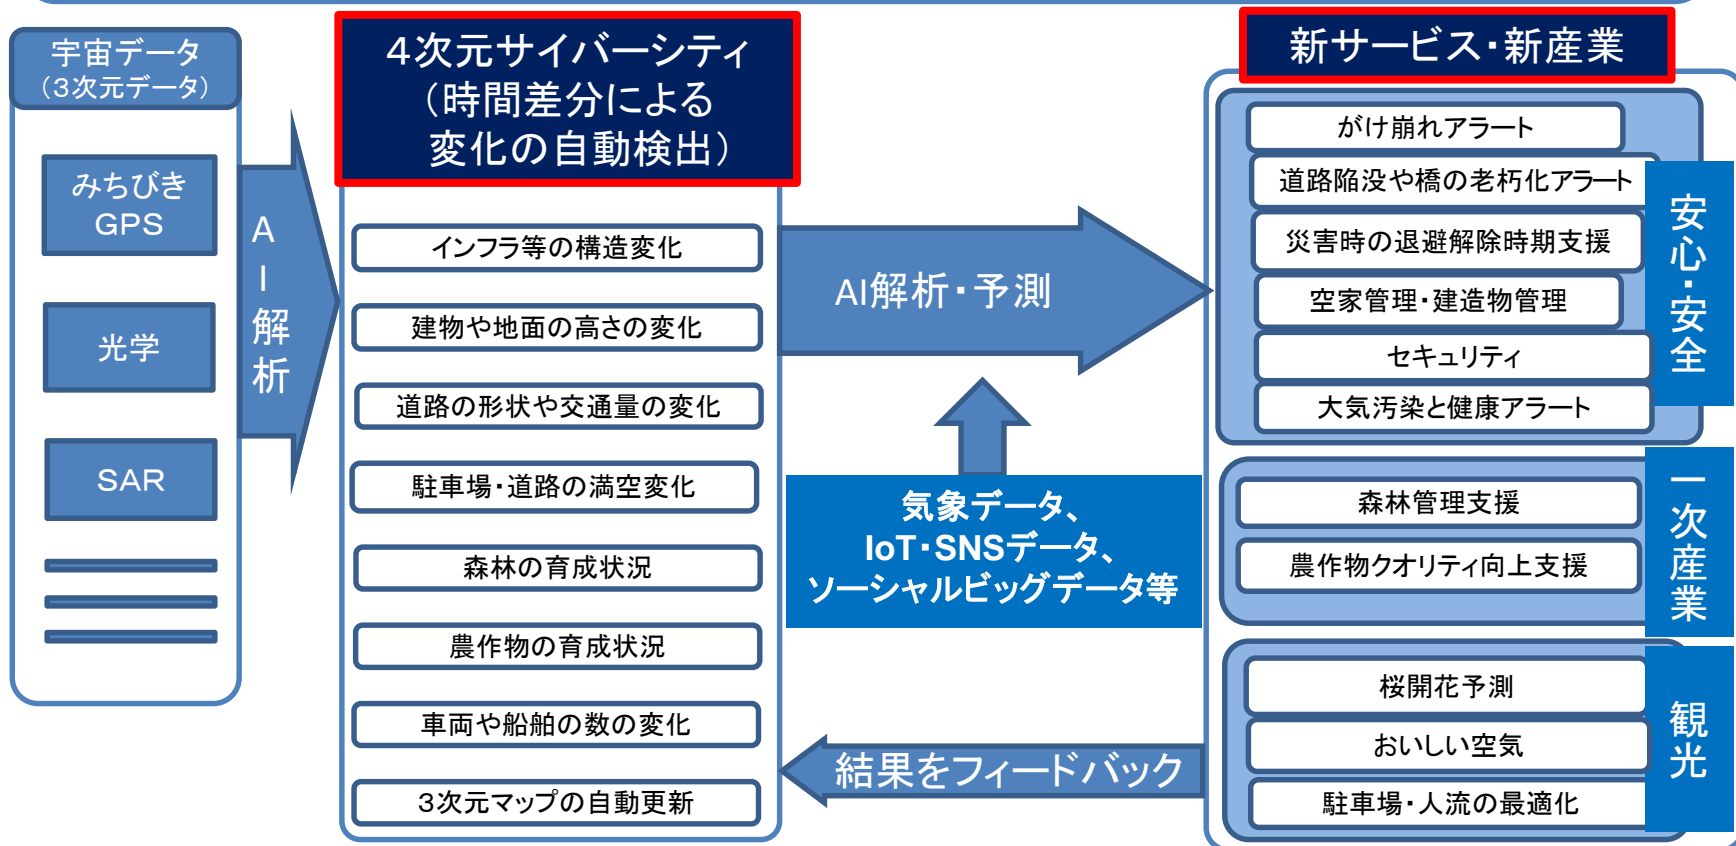 宇宙データ
（３次元データ）
みちびき
GPS
光学
SAR
AI解析
４次元サイバーシティ
（時間差分による
変化の自動検出）
インフラ等の構造変化
建物や地面の高さの変化
道路の形状や交通量の変化
駐車場・道路の満空変化
森林の育成状況
農作物の育成状況
車両や船舶の数の変化
３次元マップの自動更新
AI解析・予測
気象データ、
IoT・SNSデータ、
ソーシャルビッグデータ等
結果をフィードバック
新サービス・新産業
がけ崩れアラート
道路陥没や橋の老朽化アラート
災害時の退避解除時期支援
空家管理・建造物管理
セキュリティ
大気汚染と健康アラート
安心・安全
森林管理支援
農作物クオリティ向上支援
一次産業
桜開花予測
おいしい空気
駐車場・人流の最適化
観光